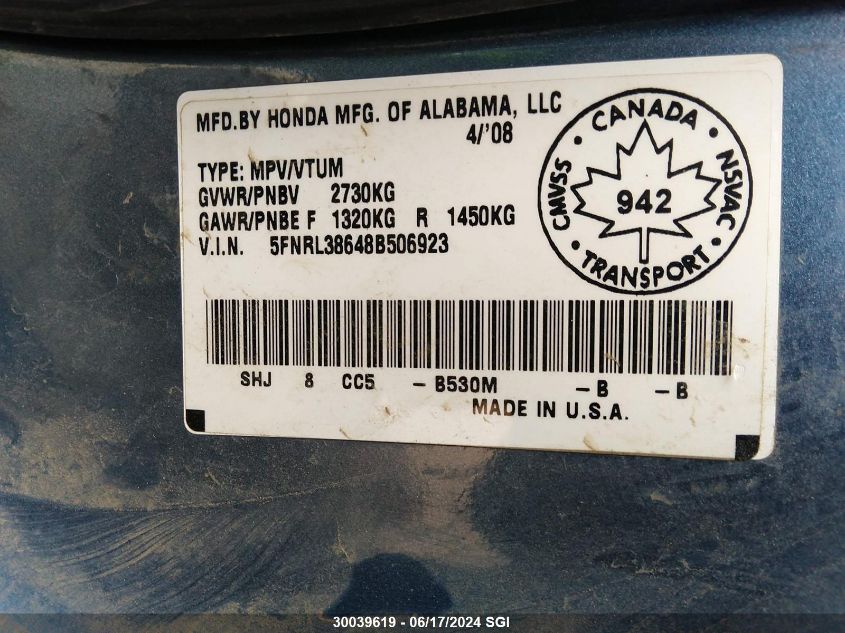 MFD.BY HONDA MFG. OF ALABAMA, LLC
4/'08
TYPE: MPV/VTUM
GVWR/PNBV 2730KG
GAWR/PNBE F 1320KG R 1450KG
V.I.N. 5FNRL38648B506923
CANADA
CMVSS
942
NSVAC
TRANSPORT
SHJ 8 CC5 - B530M - B - B
MADE IN U.S.A.
30039619 - 06/17/2024 SGI